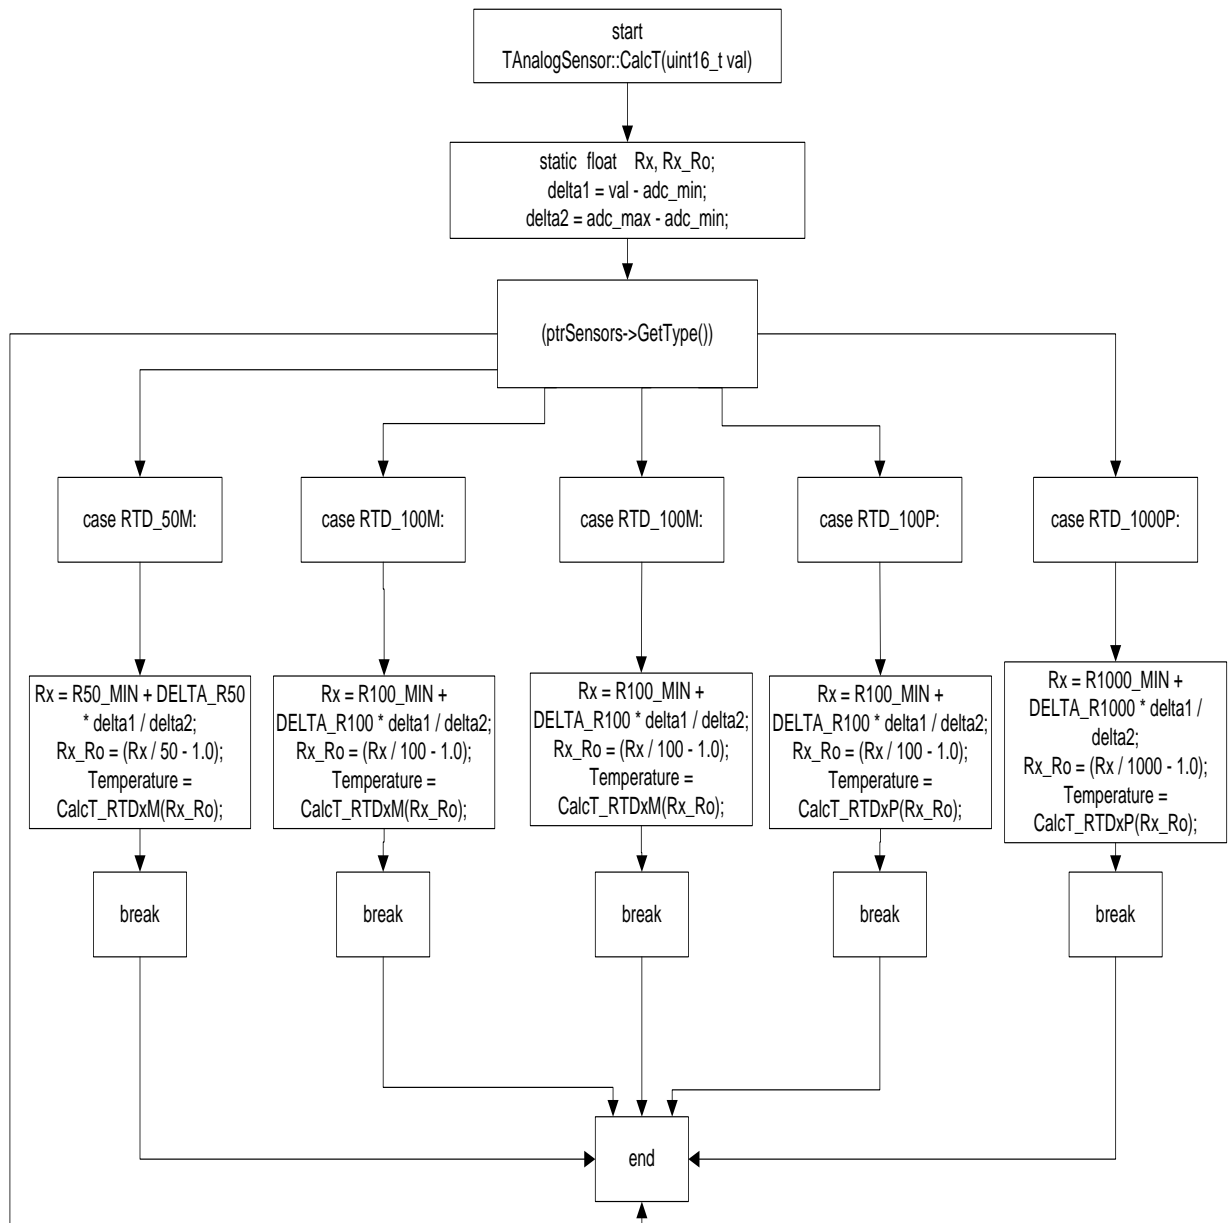 start
TAnalogSensor::CalcT(uint16_t val)
static float Rx, Rx_Ro;
delta1 = val - adc_min;
delta2 = adc_max - adc_min;
(ptrSensors->GetType())
case RTD_50M:
case RTD_100M:
case RTD_100M:
case RTD_100P:
case RTD_1000P:
Rx = R50_MIN + DELTA_R50
* delta1 / delta2;
Rx_Ro = (Rx / 50 - 1.0);
Temperature =
CalcT_RTDxM(Rx_Ro);
Rx = R100_MIN +
DELTA_R100 * delta1 / delta2;
Rx_Ro = (Rx / 100 - 1.0);
Temperature =
CalcT_RTDxM(Rx_Ro);
Rx = R100_MIN +
DELTA_R100 * delta1 / delta2;
Rx_Ro = (Rx / 100 - 1.0);
Temperature =
CalcT_RTDxM(Rx_Ro);
Rx = R100_MIN +
DELTA_R100 * delta1 / delta2;
Rx_Ro = (Rx / 100 - 1.0);
Temperature =
CalcT_RTDxP(Rx_Ro);
Rx = R1000_MIN +
DELTA_R1000 * delta1 /
delta2;
Rx_Ro = (Rx / 1000 - 1.0);
Temperature =
CalcT_RTDxP(Rx_Ro);
break
break
break
break
break
end